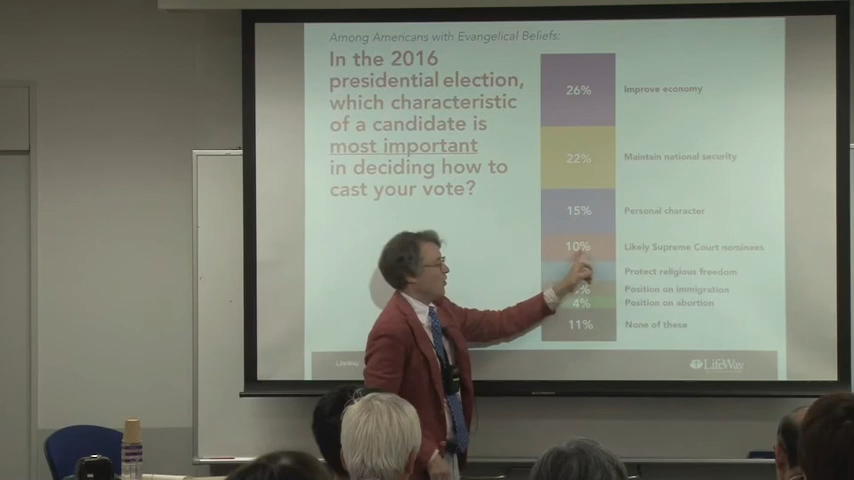 Among Americans with Evangelical Beliefs:
In the 2016
presidential election,
which characteristic
of a candidate is
most important
in deciding how to
cast your vote?
26% Improve economy
22% Maintain national security
15% Personal character
10% Likely Supreme Court nominees
Protect religious freedom
% Position on immigration
4% Position on abortion
11% None of these
LifeWay